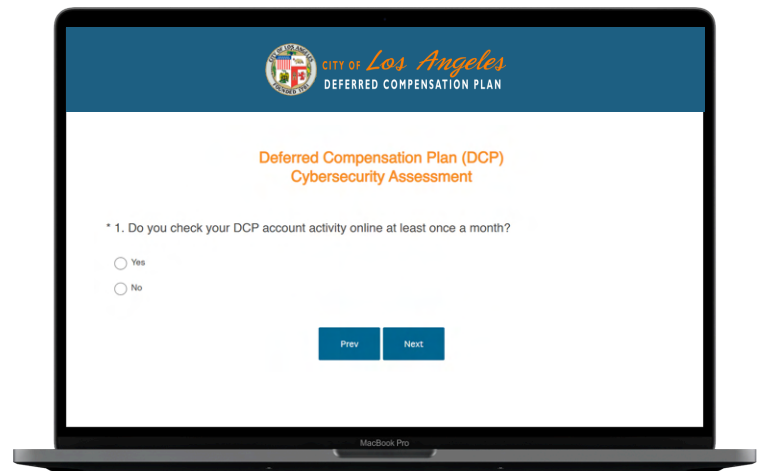 CITY OF Los Angeles
DEFERRED COMPENSATION PLAN
Deferred Compensation Plan (DCP)
Cybersecurity Assessment
* 1. Do you check your DCP account activity online at least once a month?
Yes
No
Prev Next
MacBook Pro